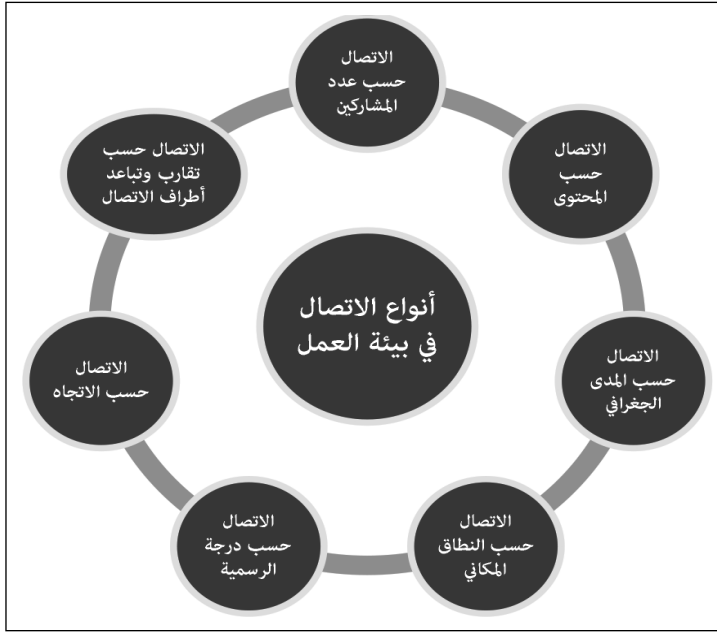 الاتصال
حسب عدد
المشاركين
الاتصال
حسب
المحتوى
الاتصال
حسب المدى
الجغرافي
الاتصال
حسب النطاق
المكاني
الاتصال
حسب درجة
الرسمية
الاتصال
حسب الاتجاه
الاتصال حسب
تقارب وتباعد
أطراف الاتصال
أنواع الاتصال
في بيئة العمل